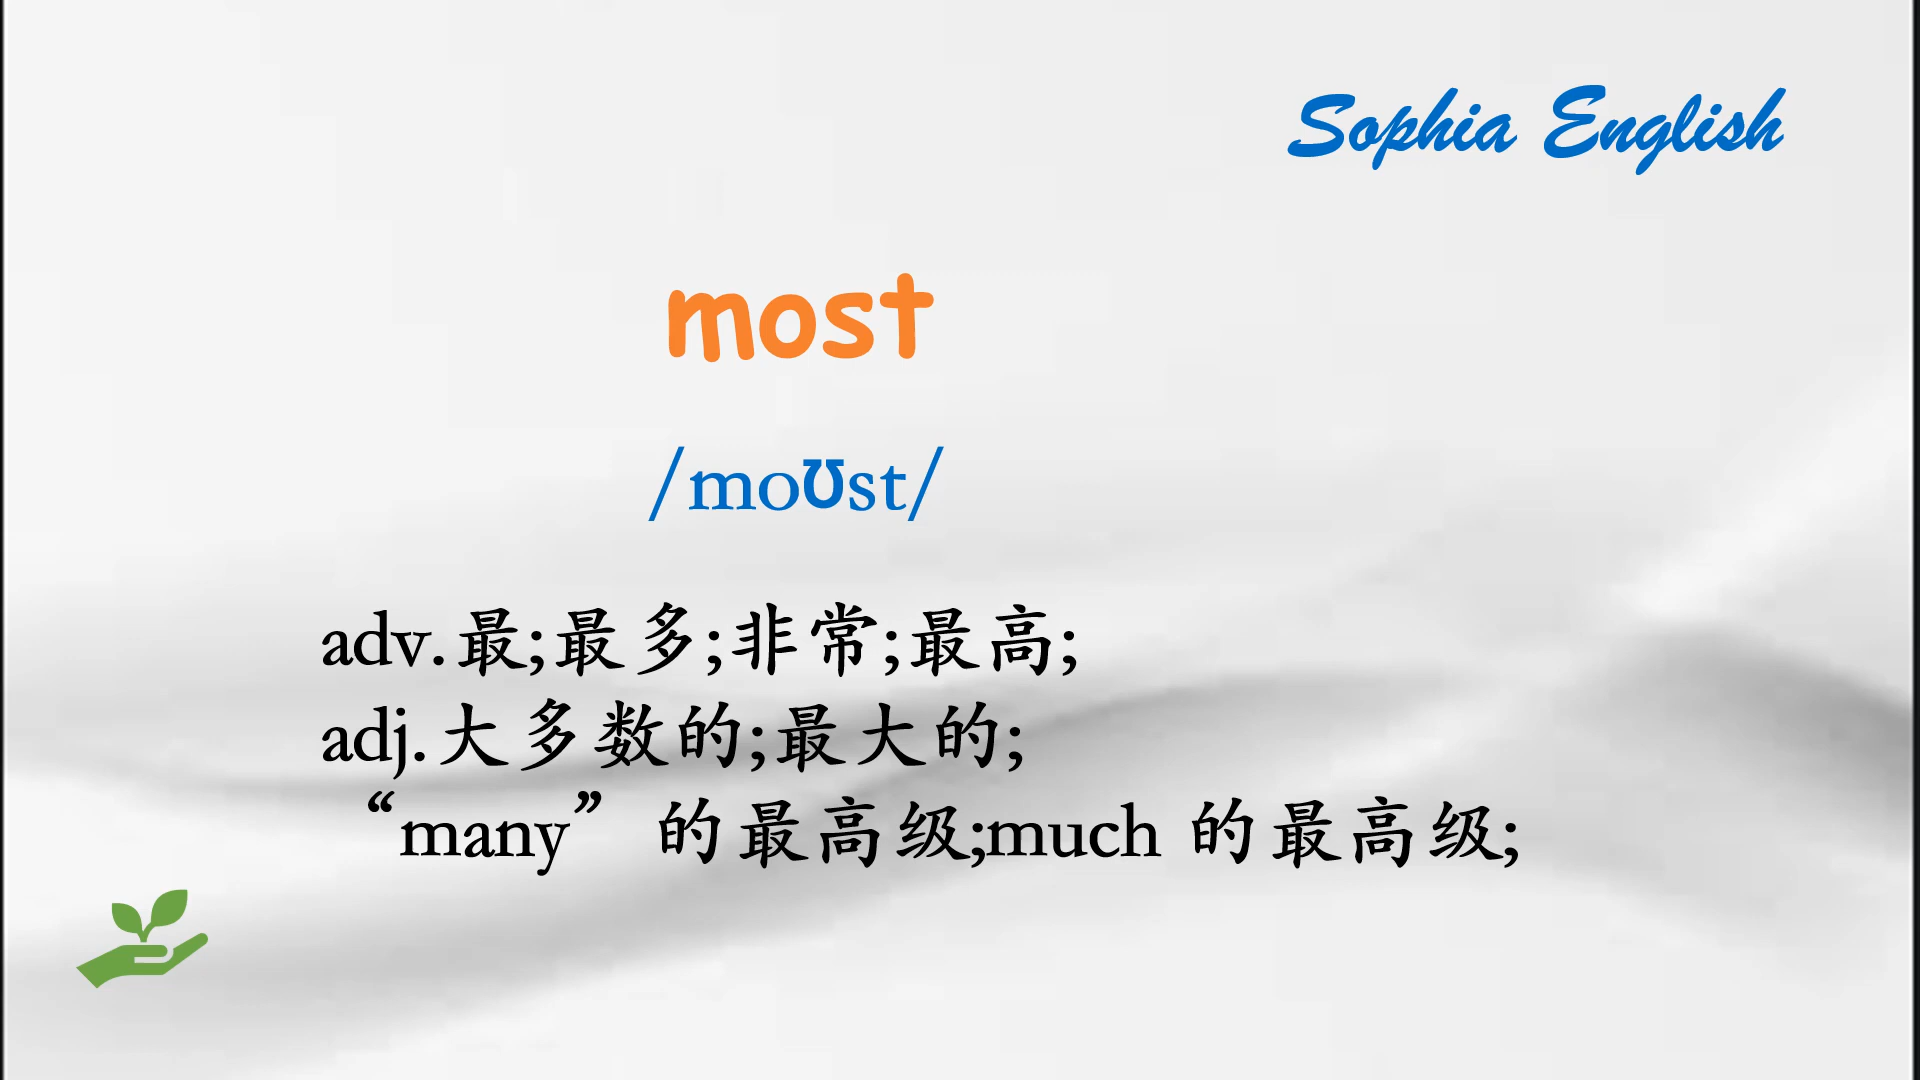 Sophia English
most
/moʊst/
adv.最;最多;非常;最高;
adj.大多数的;最大的;
“many” 的最高级;much 的最高级;